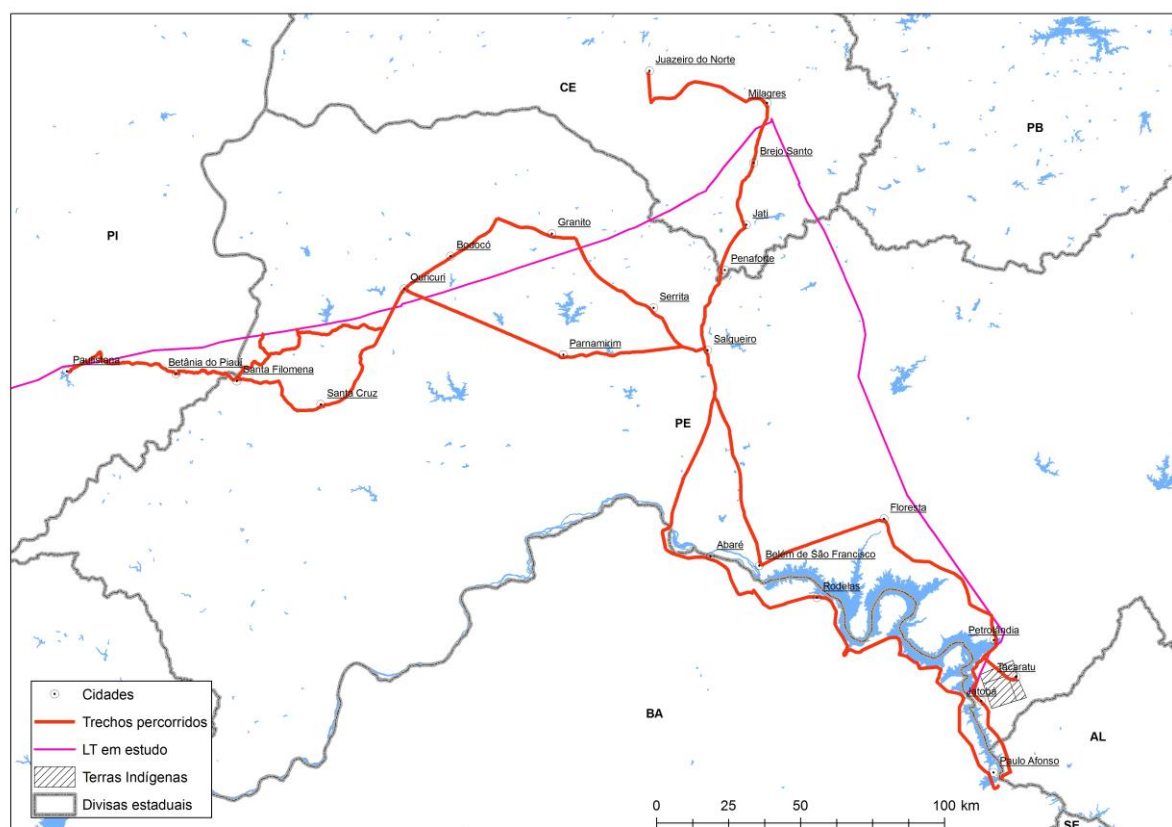 Juazeiro do Norte
CE
Milagres
PB
Brejo Santo
Jati
PI
Granito
Bodocó
Penaforte
Ouricuri
Serrita
Salgueiro
Parnamirim
Paulistana
Betânia do Piauí
Santa Filomena
Santa Cruz
PE
Floresta
Abaré
Belém de São Francisco
Rodelas
Petrolândia
Tacaratu
Jatobá
BA
AL
Paulo Afonso
SE
Cidades
Trechos percorridos
LT em estudo
Terras Indígenas
Divisas estaduais
0 25 50 100 km